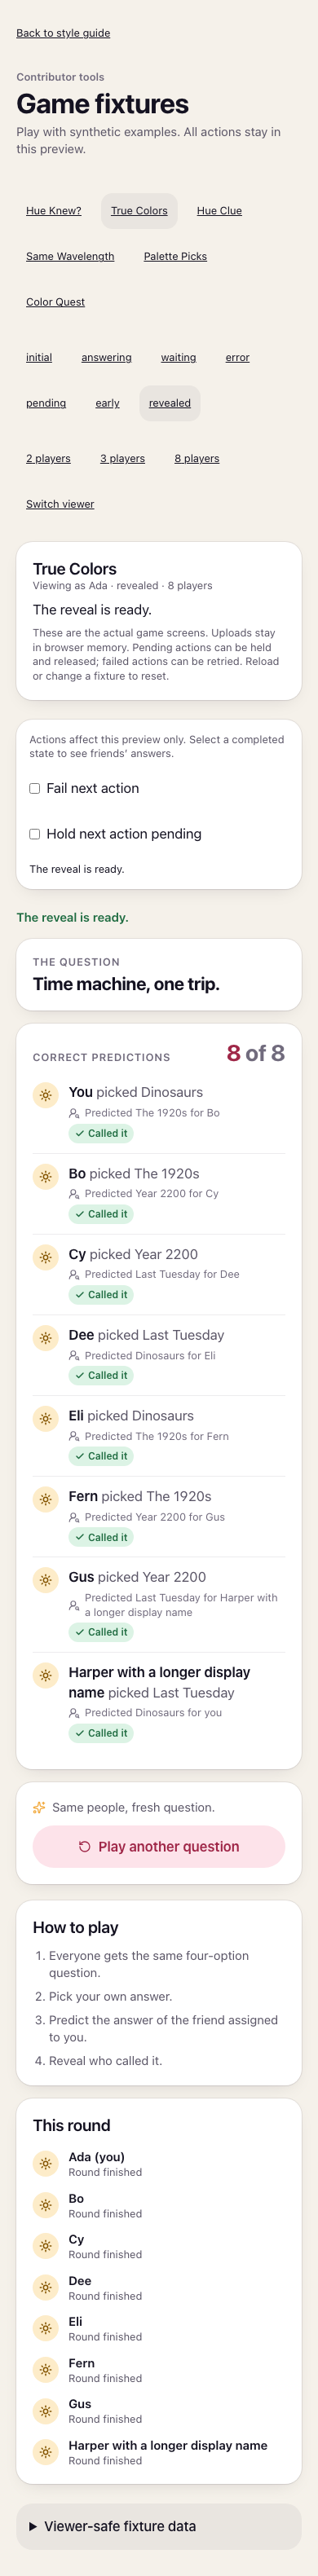 Back to style guide
Contributor tools
Game fixtures
Play with synthetic examples. All actions stay in
this preview.
Hue Knew? True Colors Hue Clue
Same Wavelength Palette Picks
Color Quest
initial answering waiting error
pending early revealed
2 players 3 players 8 players
Switch viewer
True Colors
Viewing as Ada · revealed · 8 players
The reveal is ready.
These are the actual game screens. Uploads stay
in browser memory. Pending actions can be held
and released; failed actions can be retried. Reload
or change a fixture to reset.
Actions affect this preview only. Select a completed
state to see friends' answers.
Fail next action
Hold next action pending
The reveal is ready.
The reveal is ready.
THE QUESTION
Time machine, one trip.
CORRECT PREDICTIONS 8 of 8
You picked Dinosaurs
Predicted The 1920s for Bo
Called it
Bo picked The 1920s
Predicted Year 2200 for Cy
Called it
Cy picked Year 2200
Predicted Last Tuesday for Dee
Called it
Dee picked Last Tuesday
Predicted Dinosaurs for Eli
Called it
Eli picked Dinosaurs
Predicted The 1920s for Fern
Called it
Fern picked The 1920s
Predicted Year 2200 for Gus
Called it
Gus picked Year 2200
Predicted Last Tuesday for Harper with
a longer display name
Called it
Harper with a longer display
name picked Last Tuesday
Predicted Dinosaurs for you
Called it
Same people, fresh question.
Play another question
How to play
1. Everyone gets the same four-option
question.
2. Pick your own answer.
3. Predict the answer of the friend assigned
to you.
4. Reveal who called it.
This round
Ada (you)
Round finished
Bo
Round finished
Cy
Round finished
Dee
Round finished
Eli
Round finished
Fern
Round finished
Gus
Round finished
Harper with a longer display name
Round finished
Viewer-safe fixture data